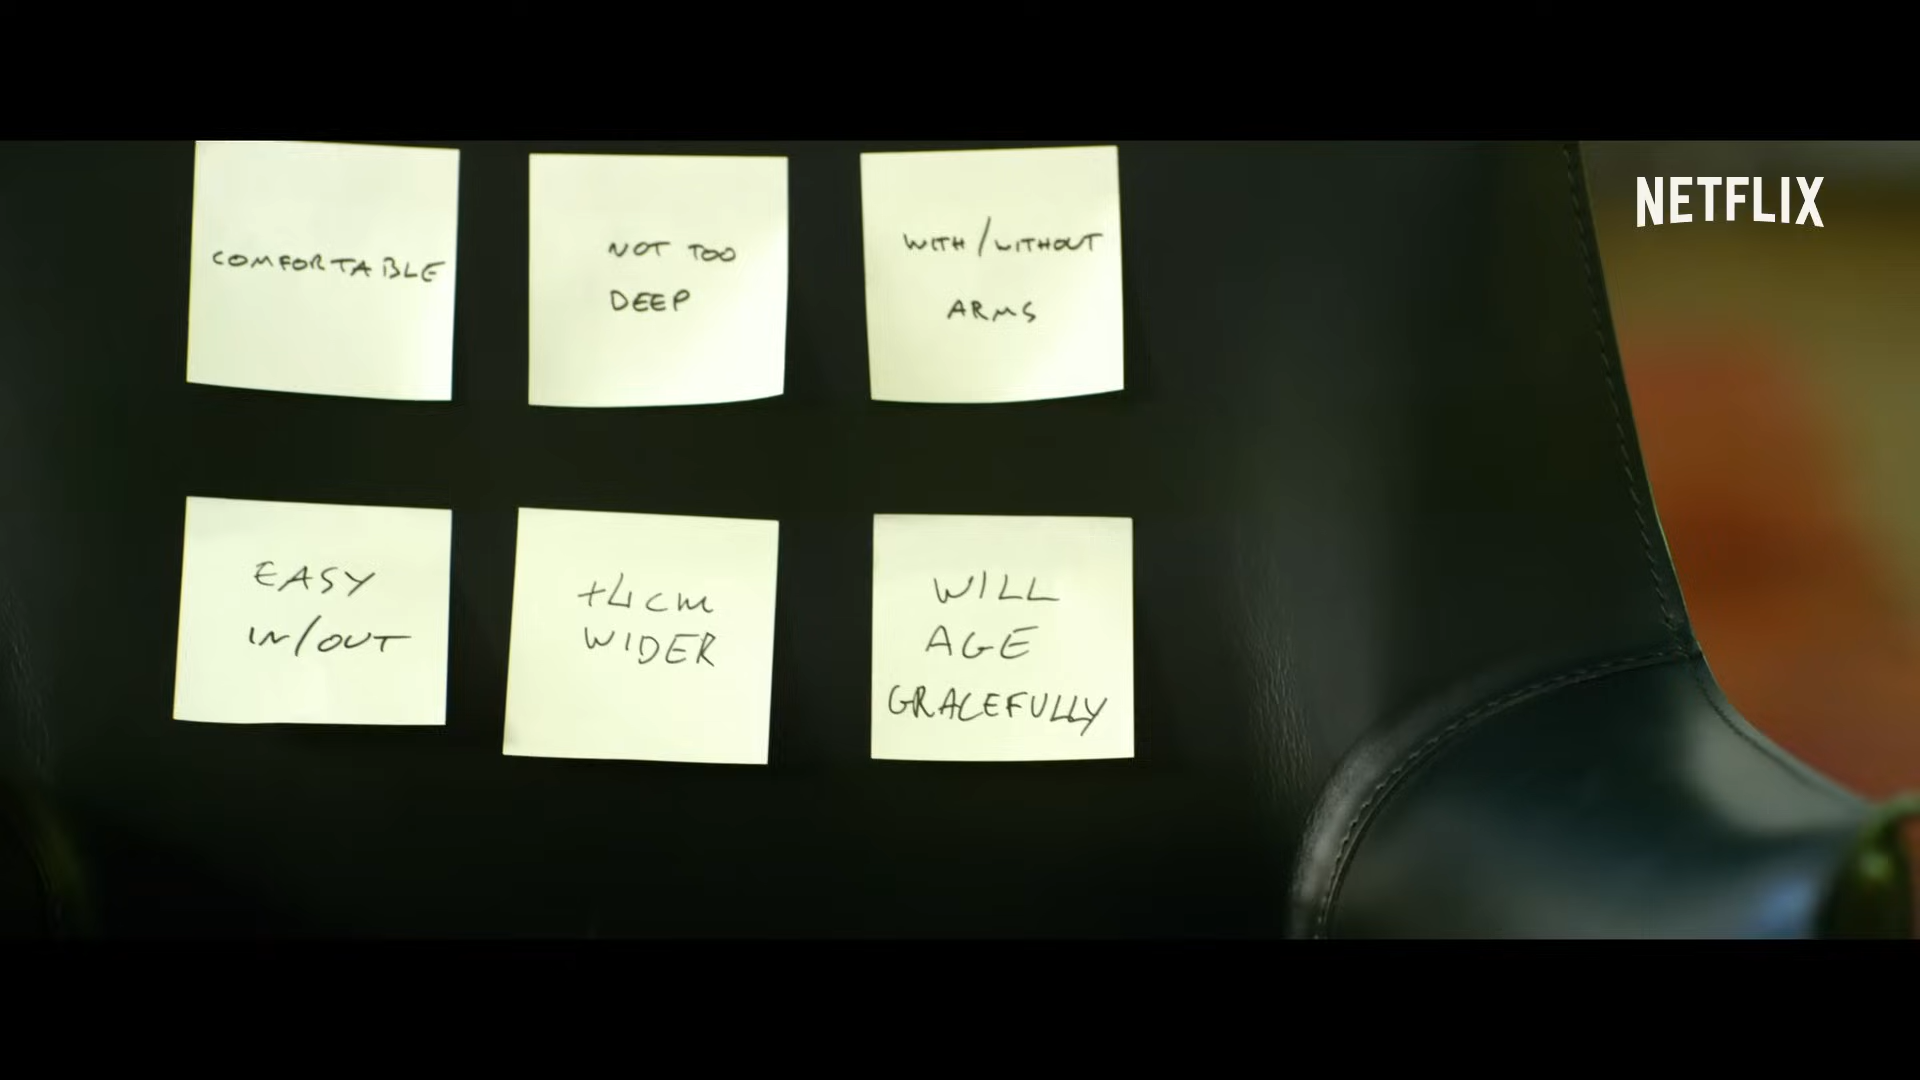 NETFLIX
COMFORTABLE
NOT TOO
DEEP
WITH/WITHOUT
ARMS
EASY
IN/OUT
+4CM
WIDER
WILL
AGE
GRACEFULLY